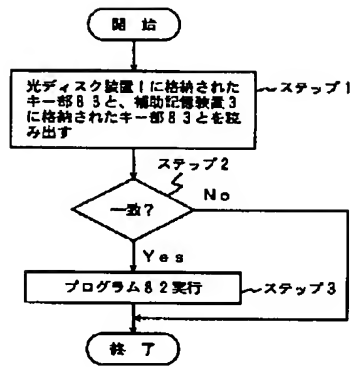 開 始
光ディスク装置1に格納された
キー部83と、補助記憶装置3
に格納されたキー部83とを読
み出す
ステップ1
ステップ2
一致?
No
Yes
プログラム82実行
ステップ3
終 了